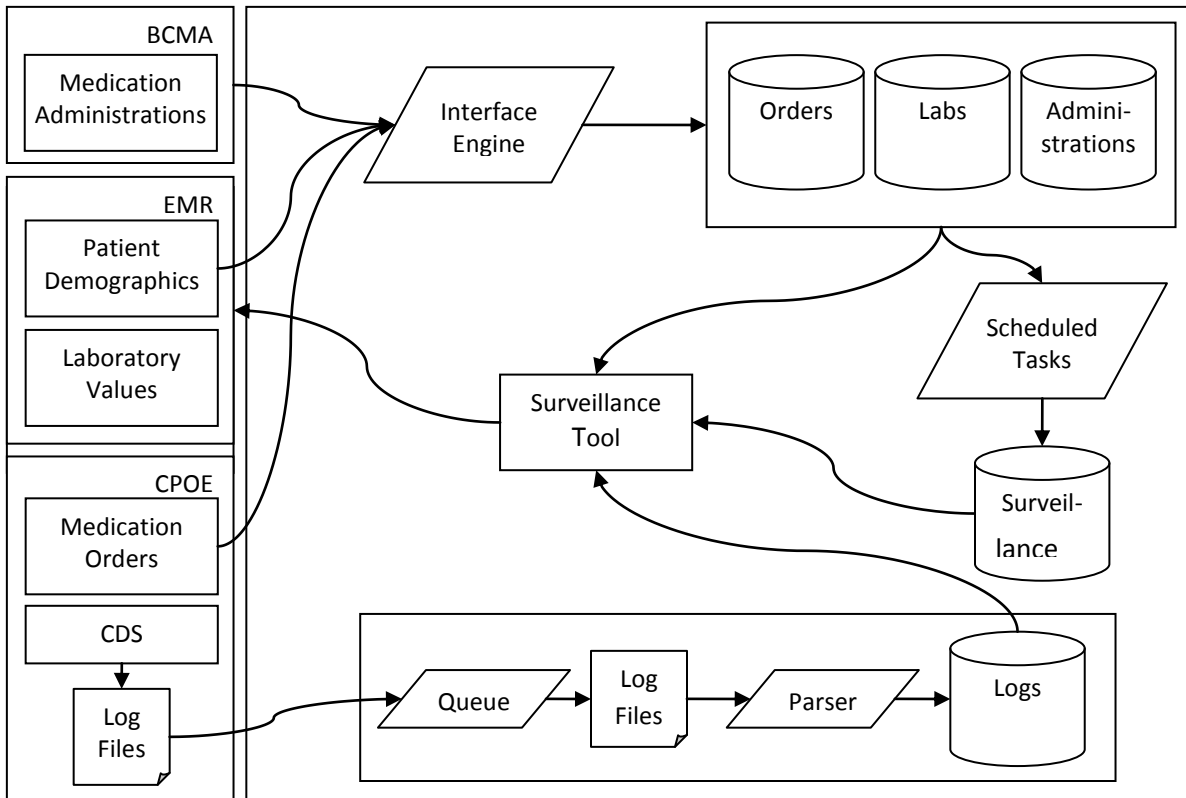 BCMA
Medication
Administrations
EMR
Patient
Demographics
Laboratory
Values
CPOE
Medication
Orders
CDS
Log
Files
Interface
Engine
Orders
Labs
Adminis-
strations
Scheduled
Tasks
Surveillance
Tool
Surveil-
lance
Queue
Log
Files
Parser
Logs